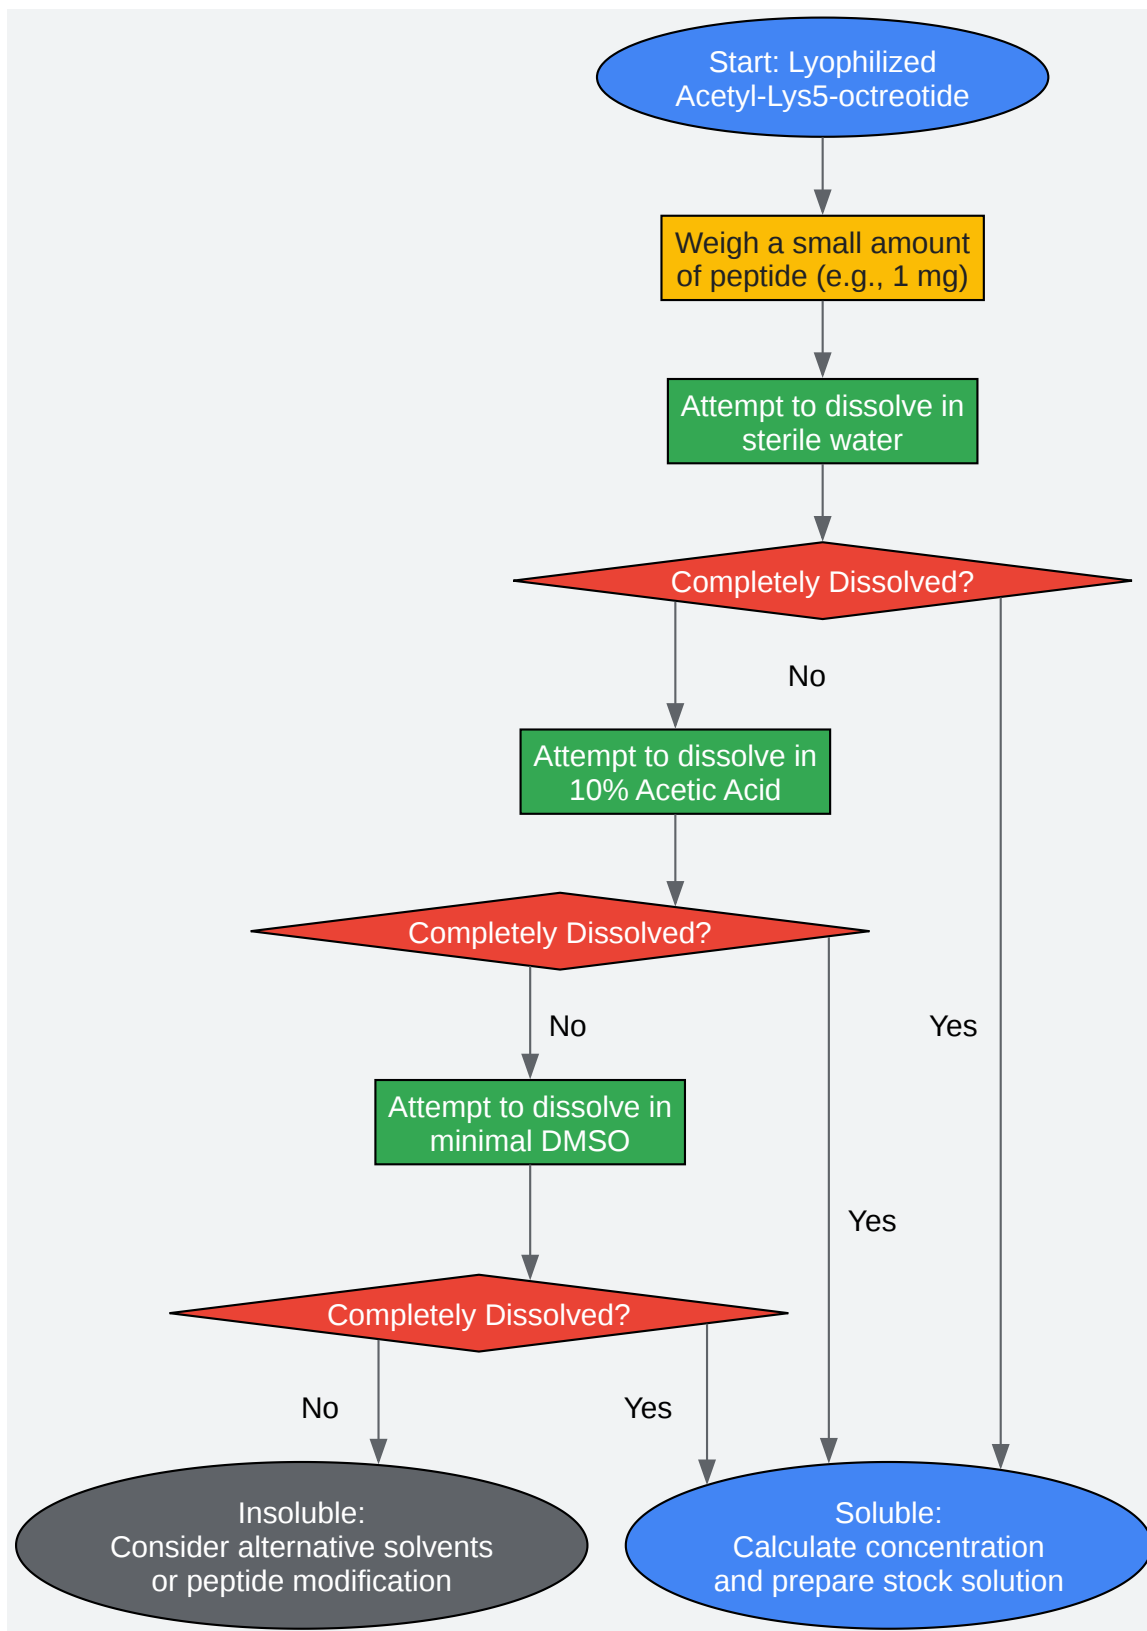 Start: Lyophilized
Acetyl-Lys5-octreotide
Weigh a small amount
of peptide (e.g., 1 mg)
Attempt to dissolve in
sterile water
Completely Dissolved?
No
Attempt to dissolve in
10% Acetic Acid
Completely Dissolved?
No
Yes
Attempt to dissolve in
minimal DMSO
Yes
Completely Dissolved?
No
Yes
Insoluble:
Consider alternative solvents
or peptide modification
Soluble:
Calculate concentration
and prepare stock solution